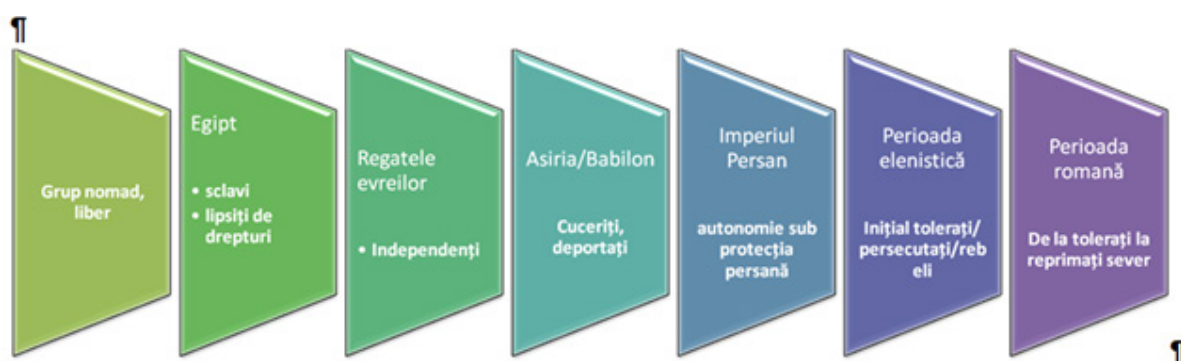 ¶
Grup nomad,
liber
Egipt
• sclavi
• lipsiți de
drepturi
Regatele
evreilor
• Independenți
Asiria/Babilon
Cuceriți,
deportați
Imperiul
Persan
autonomie sub
protecția
persană
Perioada
elenistică
Inițial tolerați/
persecutați/reb
eli
Perioada
romană
De la tolerați la
reprimați sever
¶